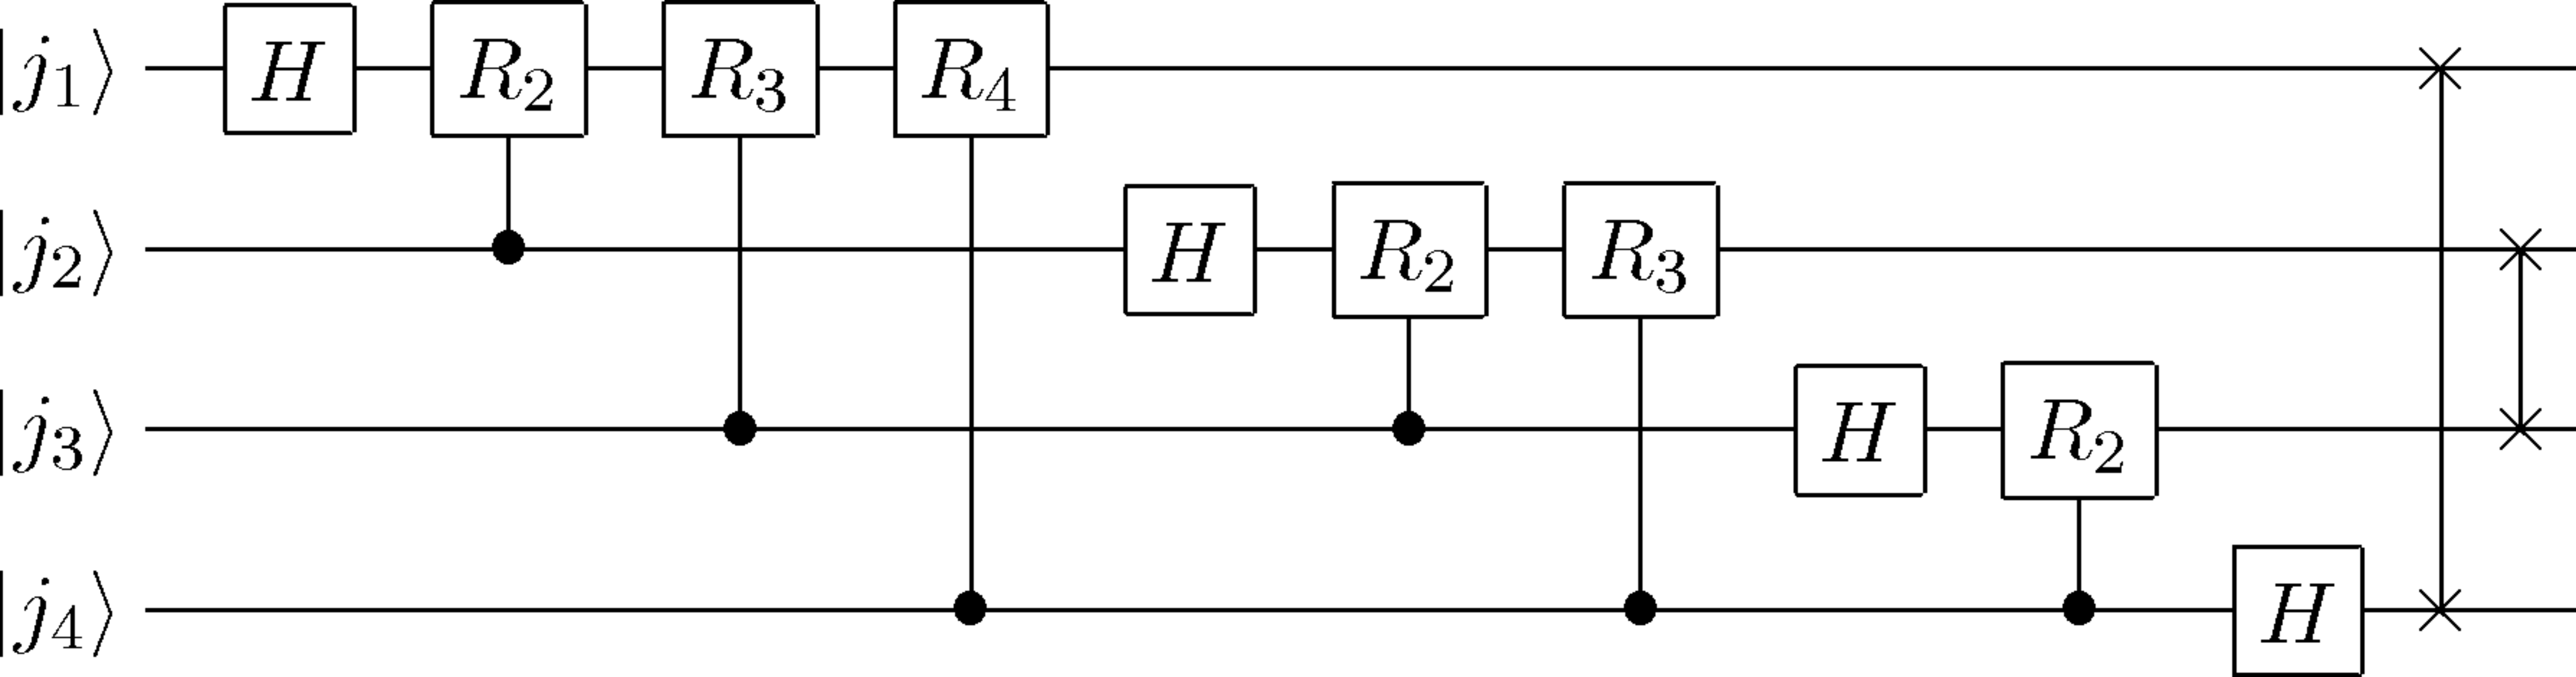 |j₁⟩ H R₂ R₃ R₄
|j₂⟩ H R₂ R₃
|j₃⟩ H R₂
|j₄⟩ H